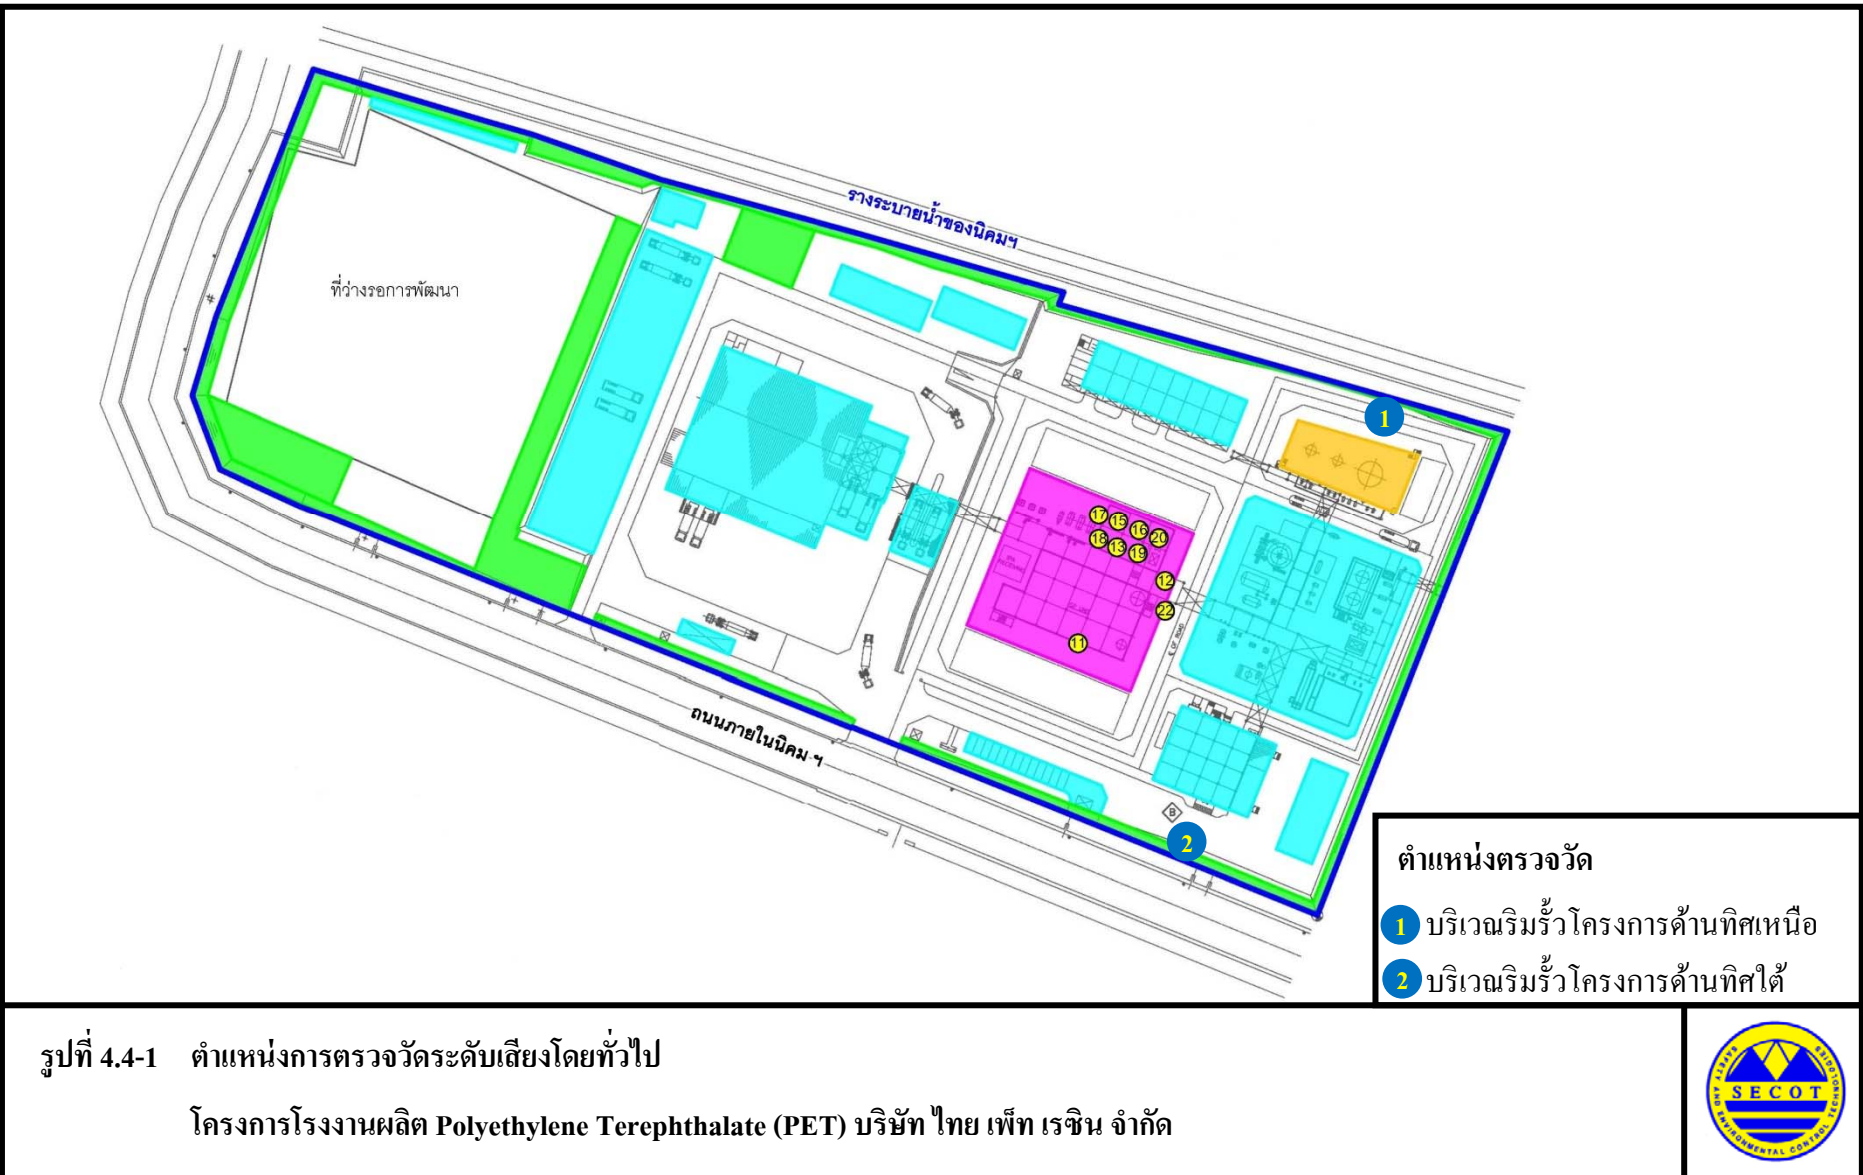 รางระบายน้ำของนิคมฯ
ที่ว่างรอการพัฒนา
1
17 15 16 20
18 13 19
12
22
11
℄ OF ROAD
ถนนภายในนิคม ฯ
B
2
ตำแหน่งตรวจวัด
1 บริเวณริมรั้วโครงการด้านทิศเหนือ
2 บริเวณริมรั้วโครงการด้านทิศใต้
รูปที่ 4.4-1 ตำแหน่งการตรวจวัดระดับเสียงโดยทั่วไป
โครงการโรงงานผลิต Polyethylene Terephthalate (PET) บริษัท ไทย เพ็ท เรซิน จำกัด
SECOT
SAFETY AND ENVIRONMENTAL CONTROL TECHNOLOGIES